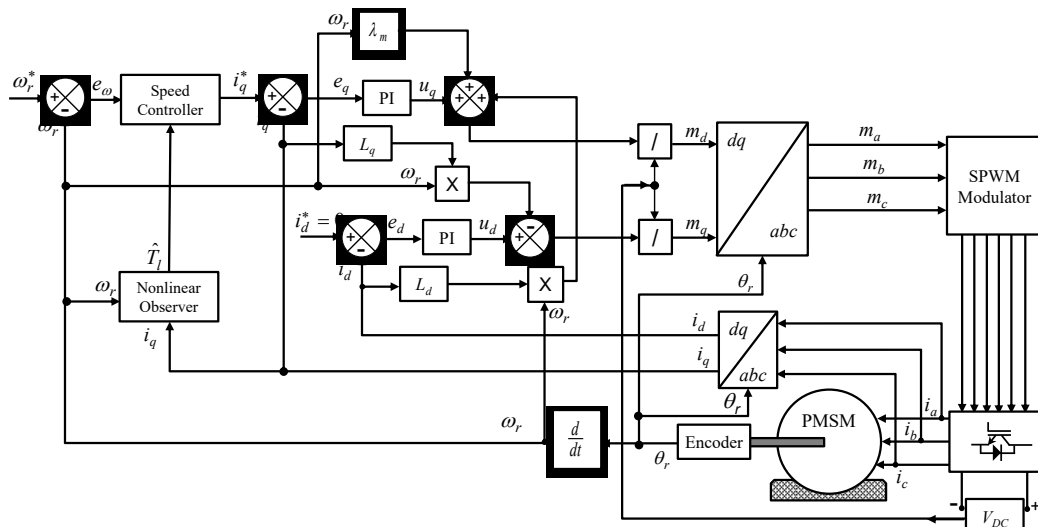 ω_r λ_m
ω_r^* e_ω Speed Controller i_q^* e_q PI u_q
+ - + - + + +
ω_r q
L_q
/ m_d dq m_a
ω_r X m_b SPWM Modulator
i_d^* = e_d PI u_d m_c
+ - + -
/ m_q abc
T̂_l i_d
ω_r Nonlinear Observer L_d X θ_r
ω_r
i_q i_d dq
i_q
abc
θ_r PMSM i_a
ω_r d/dt θ_r Encoder i_b
i_c
- +
V_DC